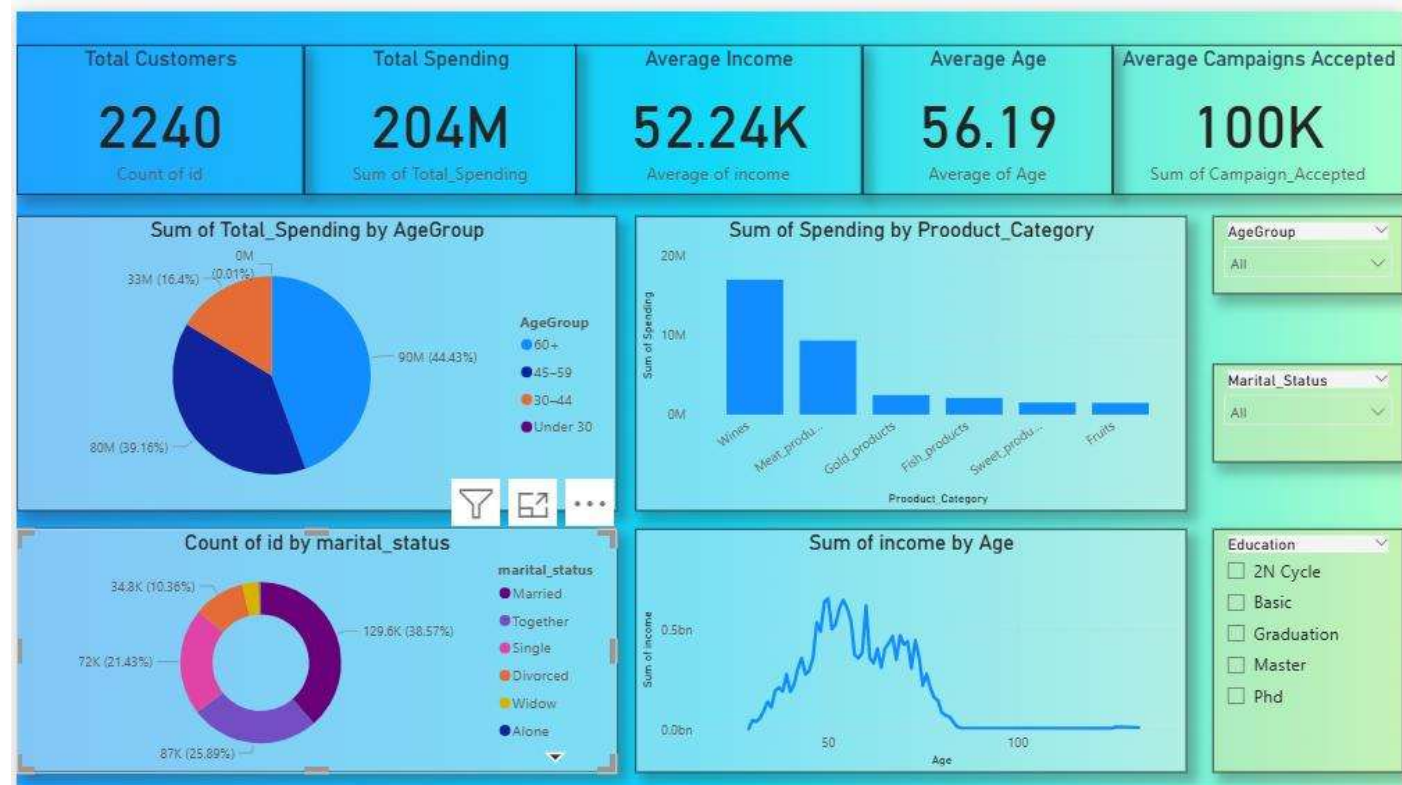 Total Customers
2240
Count of id
Total Spending
204M
Sum of Total_Spending
Average Income
52.24K
Average of income
Average Age
56.19
Average of Age
Average Campaigns Accepted
100K
Sum of Campaign_Accepted
Sum of Total_Spending by AgeGroup
0M
(0.01%)
33M (16.4%)
90M (44.43%)
80M (39.16%)
AgeGroup
60+
45–59
30–44
Under 30
Sum of Spending by Prooduct_Category
Sum of Spending
20M
10M
0M
Wines
Meat_produ...
Gold_products
Fish_products
Sweet_produ...
Fruits
Prooduct_Category
AgeGroup
All
Marital_Status
All
Count of id by marital_status
34.8K (10.36%)
129.6K (38.57%)
72K (21.43%)
87K (25.89%)
marital_status
Married
Together
Single
Divorced
Widow
Alone
Sum of income by Age
Sum of income
0.5bn
0.0bn
50
100
Age
Education
2N Cycle
Basic
Graduation
Master
Phd